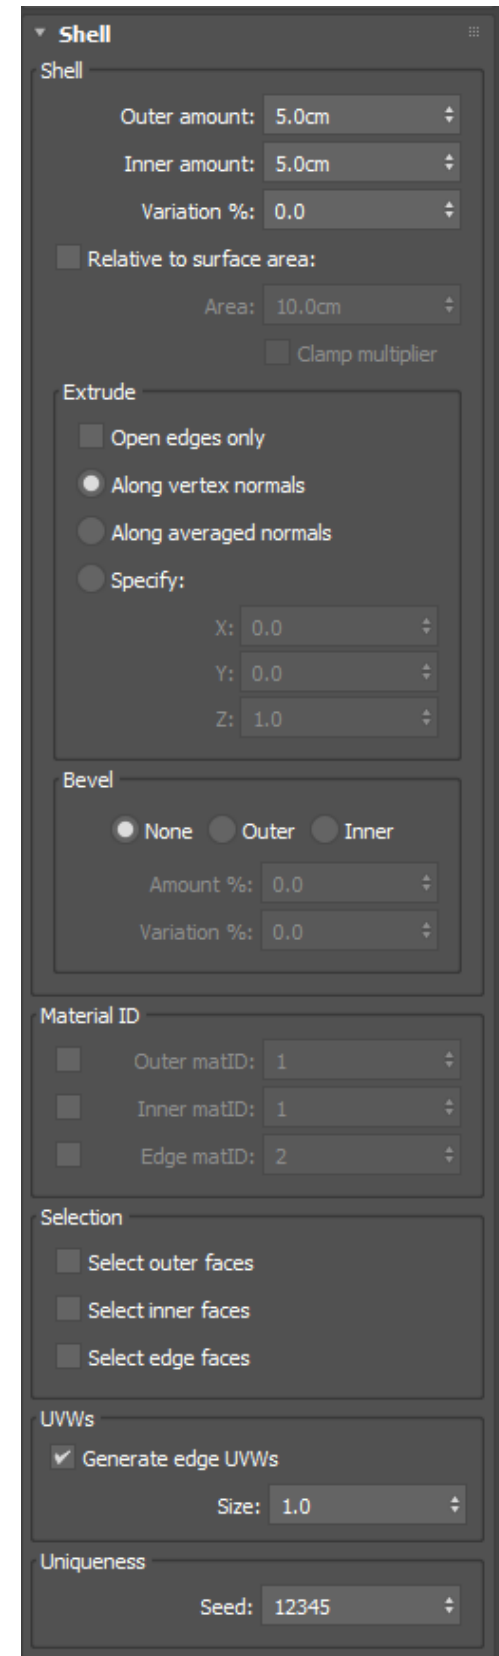 Shell
Shell
Outer amount: 5.0cm
Inner amount: 5.0cm
Variation %: 0.0
Relative to surface area:
Area: 10.0cm
Clamp multiplier
Extrude
Open edges only
Along vertex normals
Along averaged normals
Specify:
X: 0.0
Y: 0.0
Z: 1.0
Bevel
None Outer Inner
Amount %: 0.0
Variation %: 0.0
Material ID
Outer matID: 1
Inner matID: 1
Edge matID: 2
Selection
Select outer faces
Select inner faces
Select edge faces
UVWs
Generate edge UVWs
Size: 1.0
Uniqueness
Seed: 12345